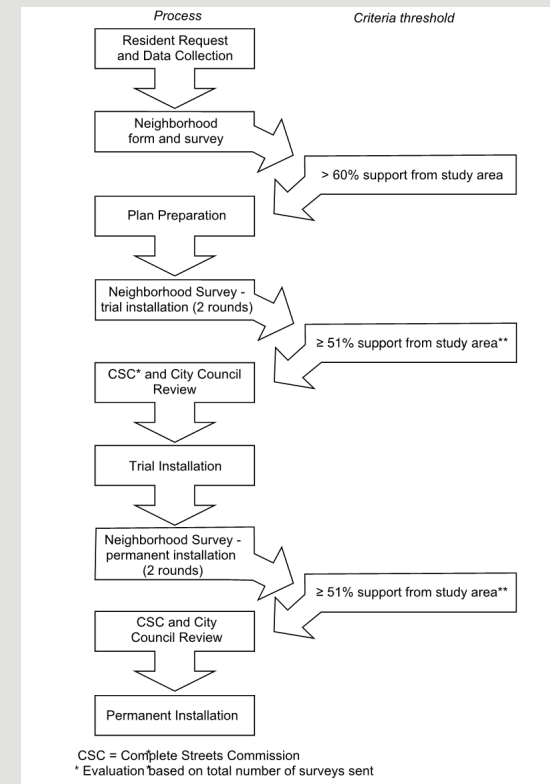 Process
Criteria threshold
Resident Request
and Data Collection
Neighborhood
form and survey
> 60% support from study area
Plan Preparation
Neighborhood Survey -
trial installation (2 rounds)
≥ 51% support from study area**
CSC* and City Council
Review
Trial Installation
Neighborhood Survey -
permanent installation
(2 rounds)
≥ 51% support from study area**
CSC and City
Council Review
Permanent Installation
CSC = Complete Streets Commission
* Evaluation based on total number of surveys sent